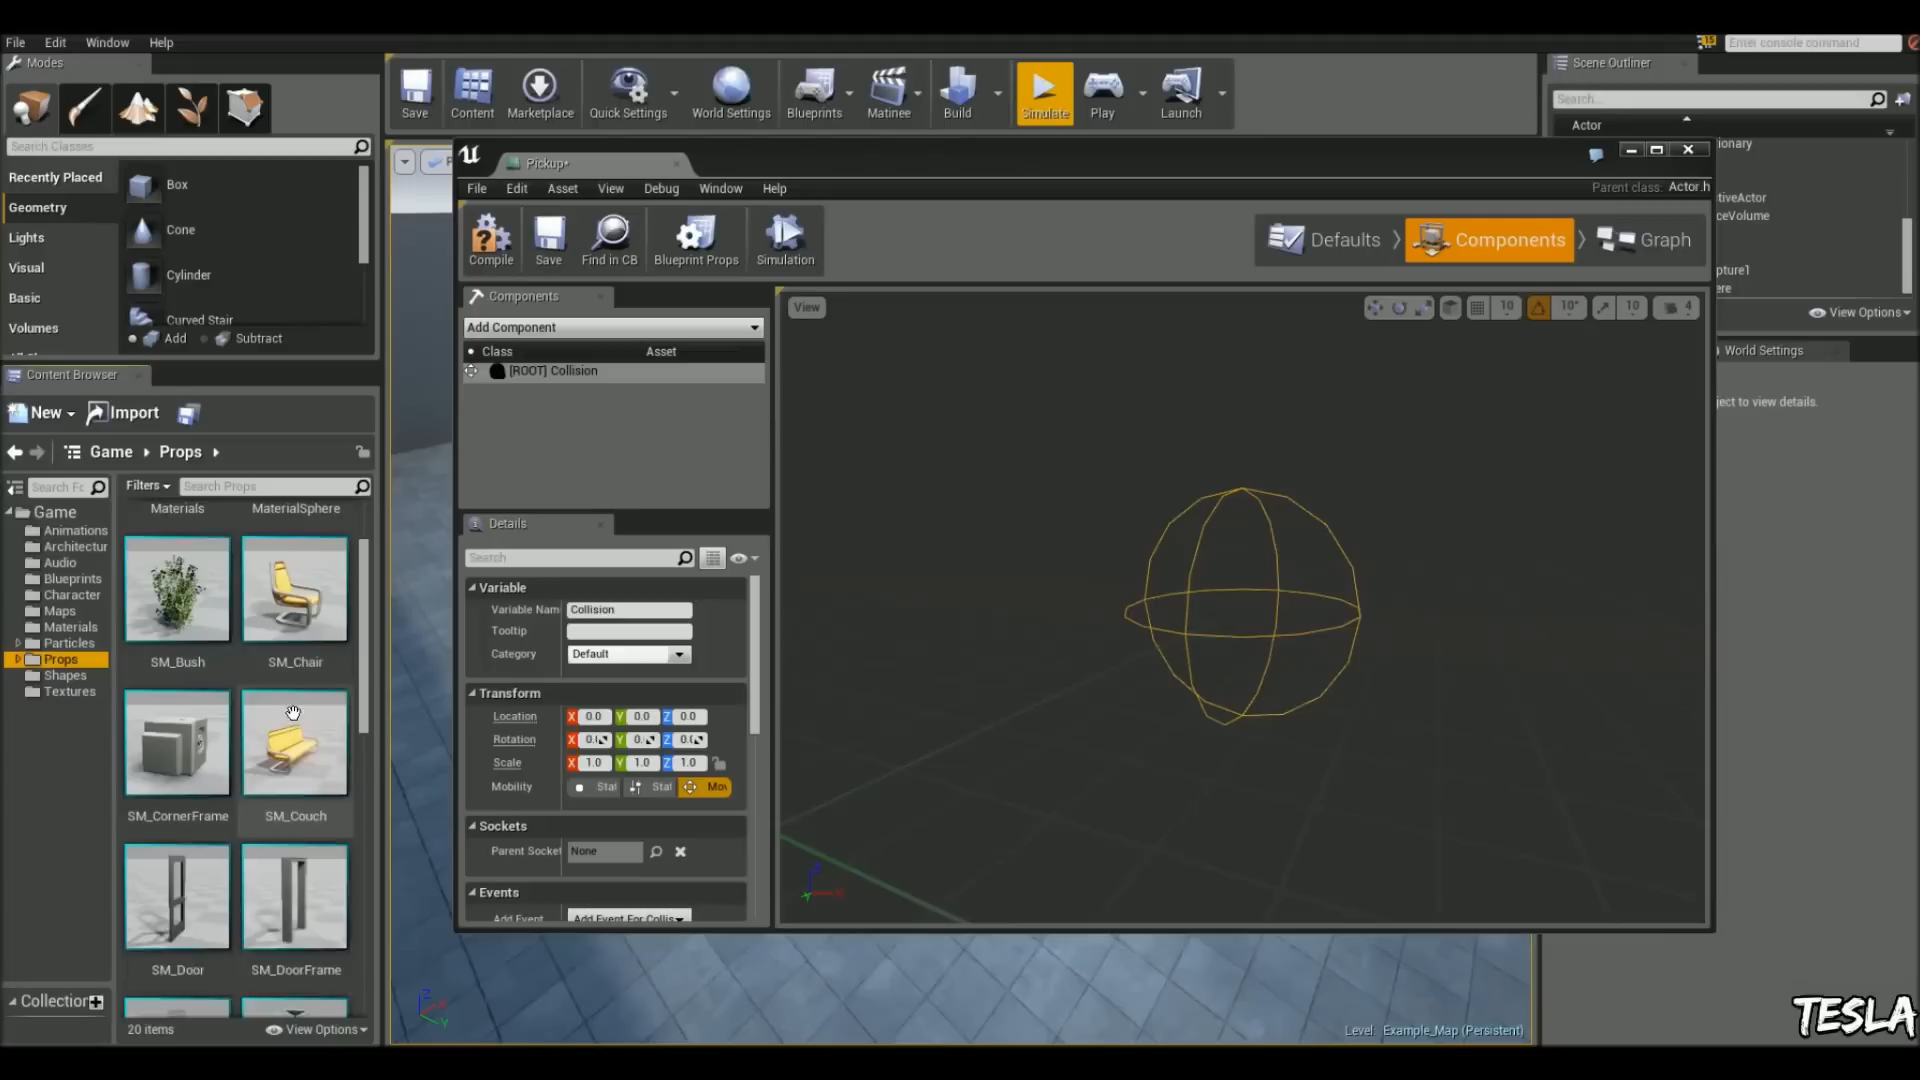 File Edit Window Help
15 Enter console command
Modes
Save Content Marketplace Quick Settings World Settings Blueprints Matinee Build Simulate Play Launch
Scene Outliner
Search...
Actor
Search Classes
Recently Placed
Geometry
Lights
Visual
Basic
Volumes
Box
Cone
Cylinder
Curved Stair
Add Subtract
ionary
tiveActor
ceVolume
pture1
ere
View Options
World Settings
ject to view details.
Pickup*
File Edit Asset View Debug Window Help
Parent class: Actor.h
Compile Save Find in CB Blueprint Props Simulation
Defaults Components Graph
Components
Add Component
Class Asset
[ROOT] Collision
View
10 10° 10 4
Details
Search
Variable
Variable Nam Collision
Tooltip
Category Default
Transform
Location X 0.0 Y 0.0 Z 0.0
Rotation X 0.( Y 0. Z 0.(
Scale X 1.0 Y 1.0 Z 1.0
Mobility Stat Stat Mov
Sockets
Parent Socket None
Events
Add Event Add Event For Collis
Content Browser
New Import
Game Props
Search Fc
Filters Search Props
Game
Animations
Architectur
Audio
Blueprints
Character
Maps
Materials
Particles
Props
Shapes
Textures
Materials MaterialSphere
SM_Bush SM_Chair
SM_CornerFrame SM_Couch
SM_Door SM_DoorFrame
Collection
20 items View Options
Level: Example_Map (Persistent)
TESLA